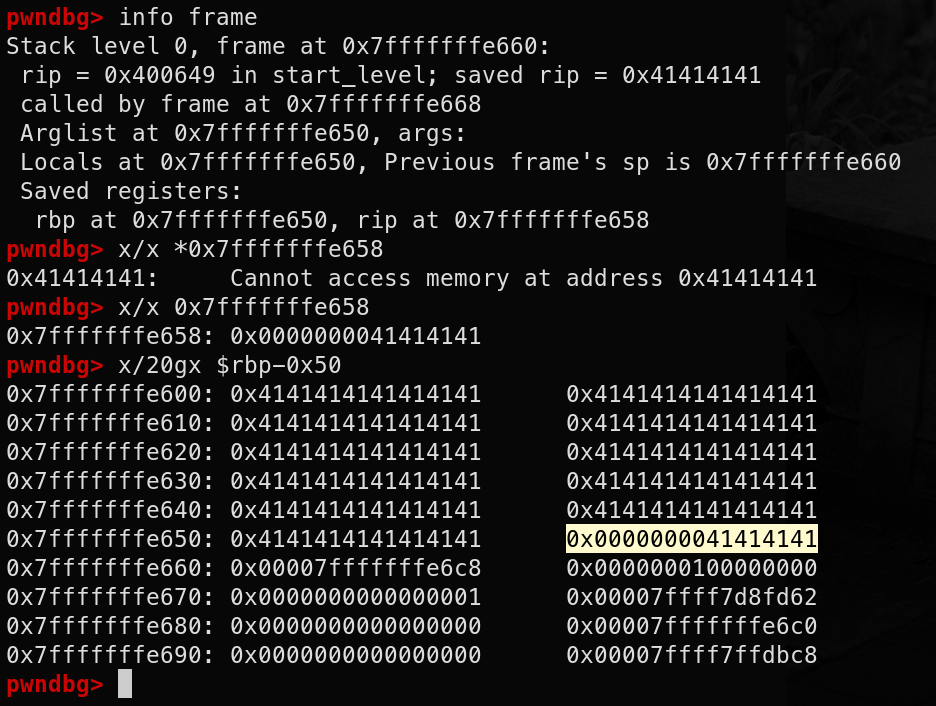 pwndbg> info frame
Stack level 0, frame at 0x7fffffffe660:
 rip = 0x400649 in start_level; saved rip = 0x41414141
 called by frame at 0x7fffffffe668
 Arglist at 0x7fffffffe650, args:
 Locals at 0x7fffffffe650, Previous frame's sp is 0x7fffffffe660
 Saved registers:
  rbp at 0x7fffffffe650, rip at 0x7fffffffe658
pwndbg> x/x *0x7fffffffe658
0x41414141:     Cannot access memory at address 0x41414141
pwndbg> x/x 0x7fffffffe658
0x7fffffffe658: 0x0000000041414141
pwndbg> x/20gx $rbp-0x50
0x7fffffffe600: 0x4141414141414141      0x4141414141414141
0x7fffffffe610: 0x4141414141414141      0x4141414141414141
0x7fffffffe620: 0x4141414141414141      0x4141414141414141
0x7fffffffe630: 0x4141414141414141      0x4141414141414141
0x7fffffffe640: 0x4141414141414141      0x4141414141414141
0x7fffffffe650: 0x4141414141414141      0x0000000041414141
0x7fffffffe660: 0x00007fffffffe6c8      0x0000000100000000
0x7fffffffe670: 0x0000000000000001      0x00007ffff7d8fd62
0x7fffffffe680: 0x0000000000000000      0x00007fffffffe6c0
0x7fffffffe690: 0x0000000000000000      0x00007ffff7ffdbc8
pwndbg>